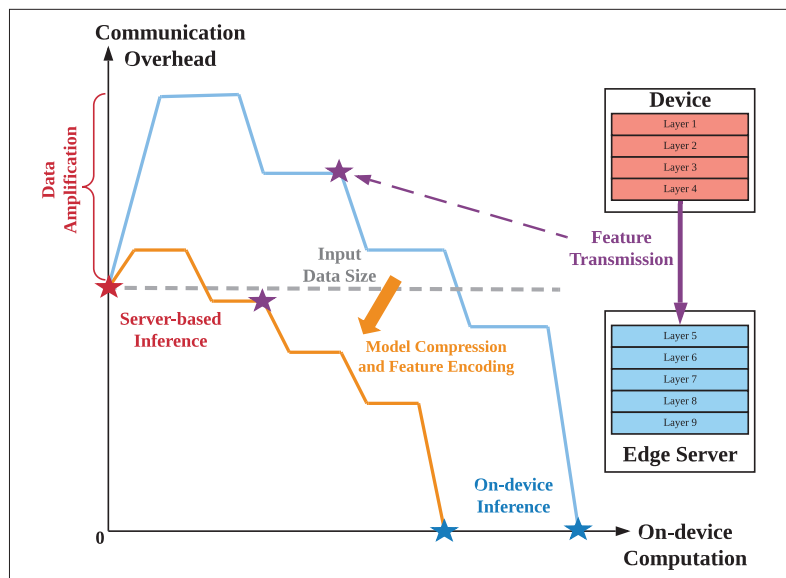 Communication
Overhead
Data
Amplification
Device
Layer 1
Layer 2
Layer 3
Layer 4
Feature
Transmission
Input
Data Size
Server-based
Inference
Model Compression
and Feature Encoding
Layer 5
Layer 6
Layer 7
Layer 8
Layer 9
Edge Server
On-device
Inference
0
On-device
Computation